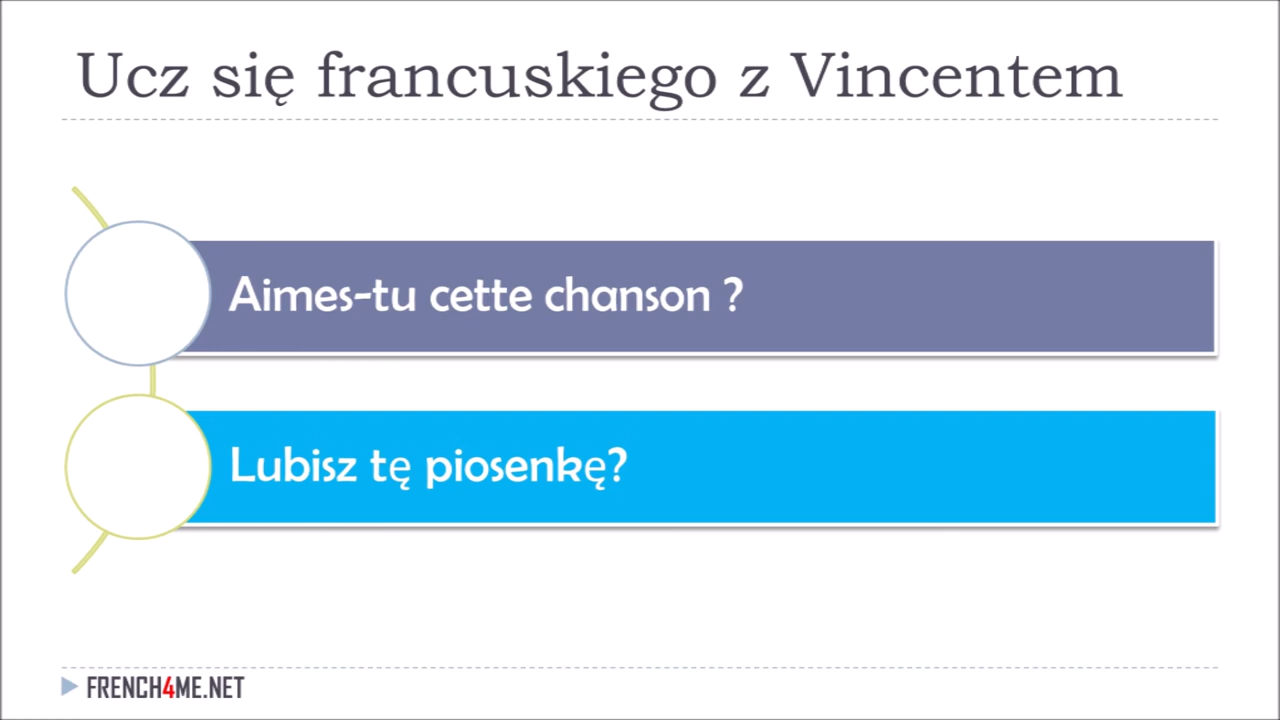 Ucz się francuskiego z Vincentem
Aimes-tu cette chanson ?
Lubisz tę piosenkę?
FRENCH4ME.NET